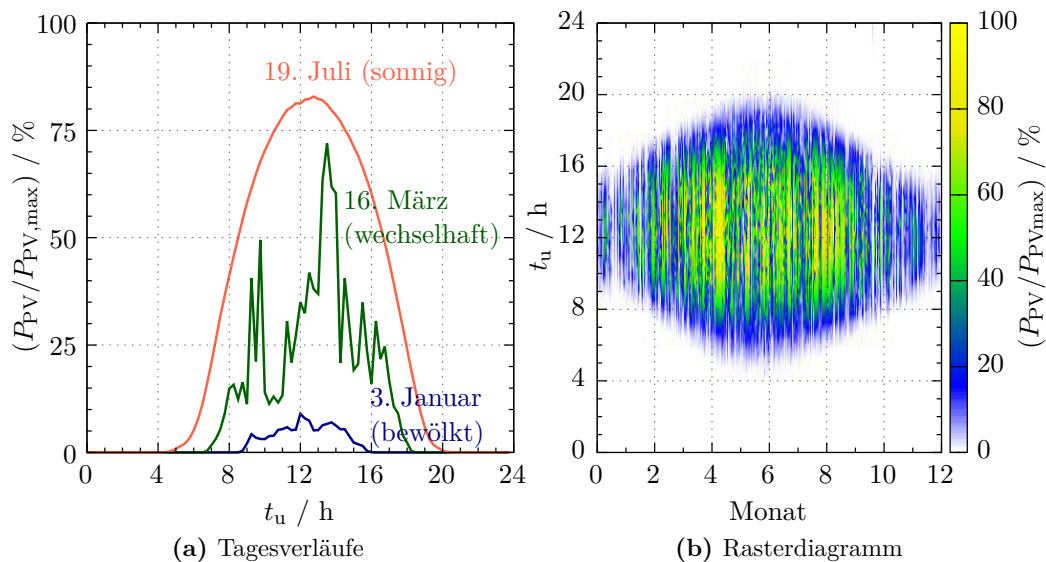 100
75
50
25
0
(P_PV/P_PV,max) / %
19. Juli (sonnig)
16. März
(wechselhaft)
3. Januar
(bewölkt)
0 4 8 12 16 20 24
t_u / h
(a) Tagesverläufe
24
20
16
12
8
4
0
t_u / h
0 2 4 6 8 10 12
Monat
100
80
60
40
20
0
(P_PV/P_PVmax) / %
(b) Rasterdiagramm